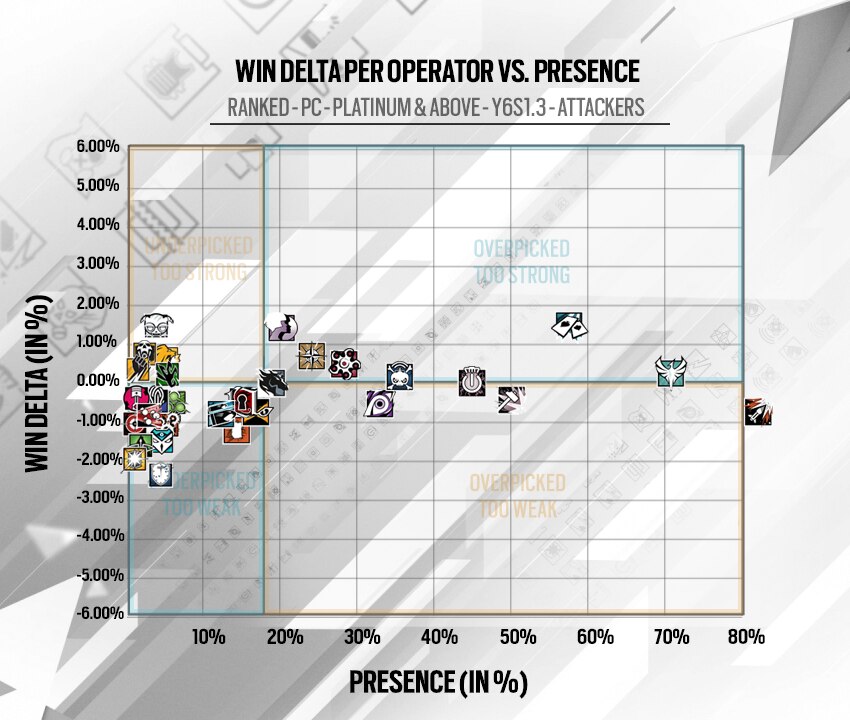 WIN DELTA PER OPERATOR VS. PRESENCE
RANKED - PC - PLATINUM & ABOVE - Y6S1.3 - ATTACKERS
6.00%
5.00%
4.00%
3.00%
2.00%
1.00%
0.00%
-1.00%
-2.00%
-3.00%
-4.00%
-5.00%
-6.00%
WIN DELTA (IN %)
UNDERPICKED
TOO STRONG
OVERPICKED
TOO STRONG
UNDERPICKED
TOO WEAK
OVERPICKED
TOO WEAK
10%
20%
30%
40%
50%
60%
70%
80%
PRESENCE (IN %)